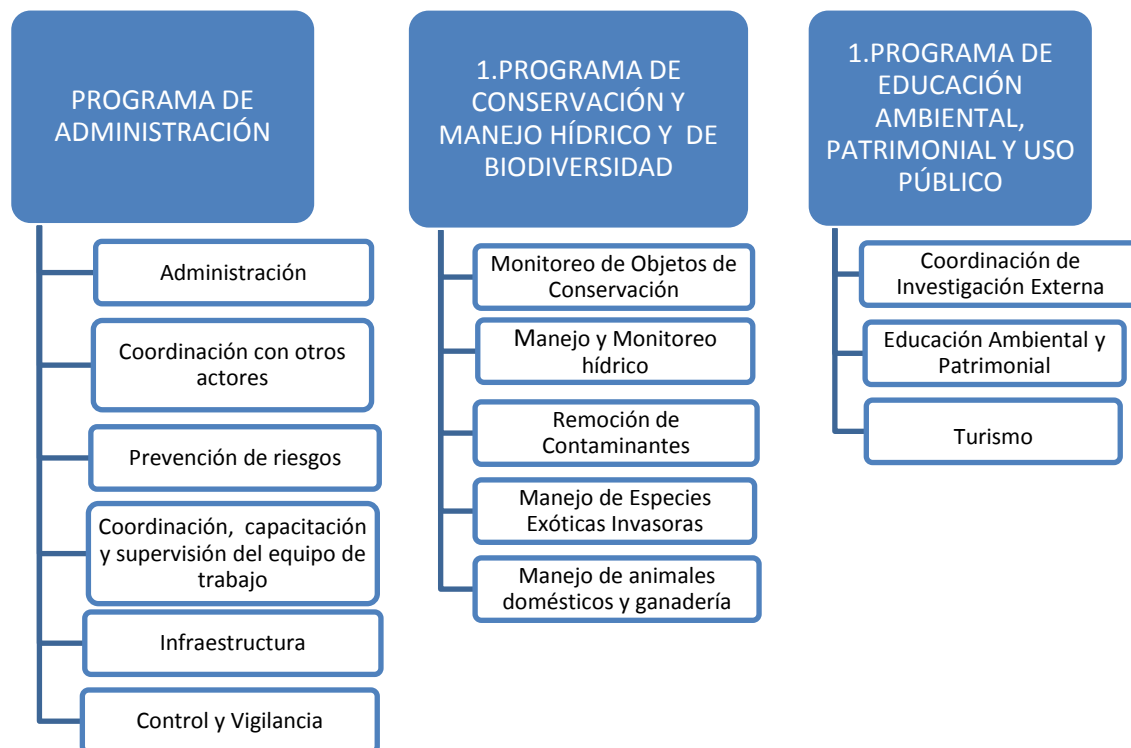 PROGRAMA DE
ADMINISTRACIÓN
Administración
Coordinación con otros
actores
Prevención de riesgos
Coordinación, capacitación
y supervisión del equipo de
trabajo
Infraestructura
Control y Vigilancia
1.PROGRAMA DE
CONSERVACIÓN Y
MANEJO HÍDRICO Y DE
BIODIVERSIDAD
Monitoreo de Objetos de
Conservación
Manejo y Monitoreo
hídrico
Remoción de
Contaminantes
Manejo de Especies
Exóticas Invasoras
Manejo de animales
domésticos y ganadería
1.PROGRAMA DE
EDUCACIÓN
AMBIENTAL,
PATRIMONIAL Y USO
PÚBLICO
Coordinación de
Investigación Externa
Educación Ambiental y
Patrimonial
Turismo